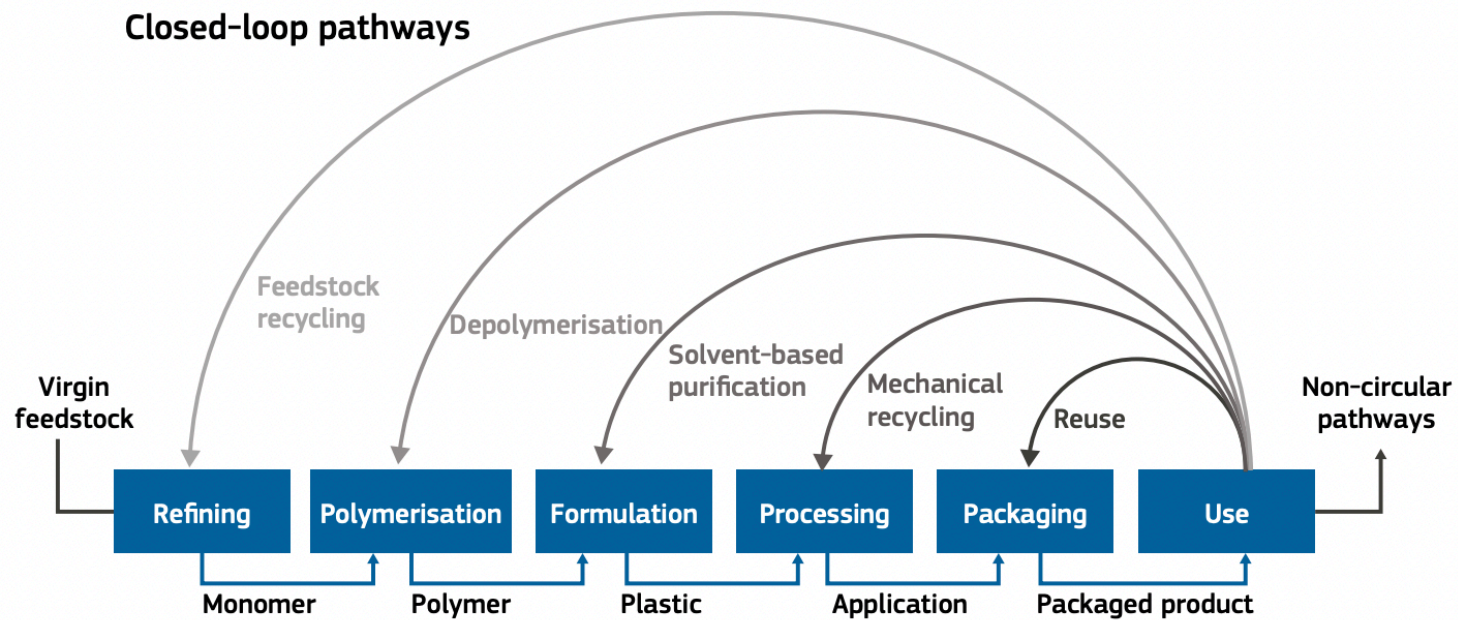 Closed-loop pathways
Feedstock
recycling
Depolymerisation
Solvent-based
purification
Mechanical
recycling
Reuse
Virgin
feedstock
Non-circular
pathways
Refining
Polymerisation
Formulation
Processing
Packaging
Use
Monomer
Polymer
Plastic
Application
Packaged product